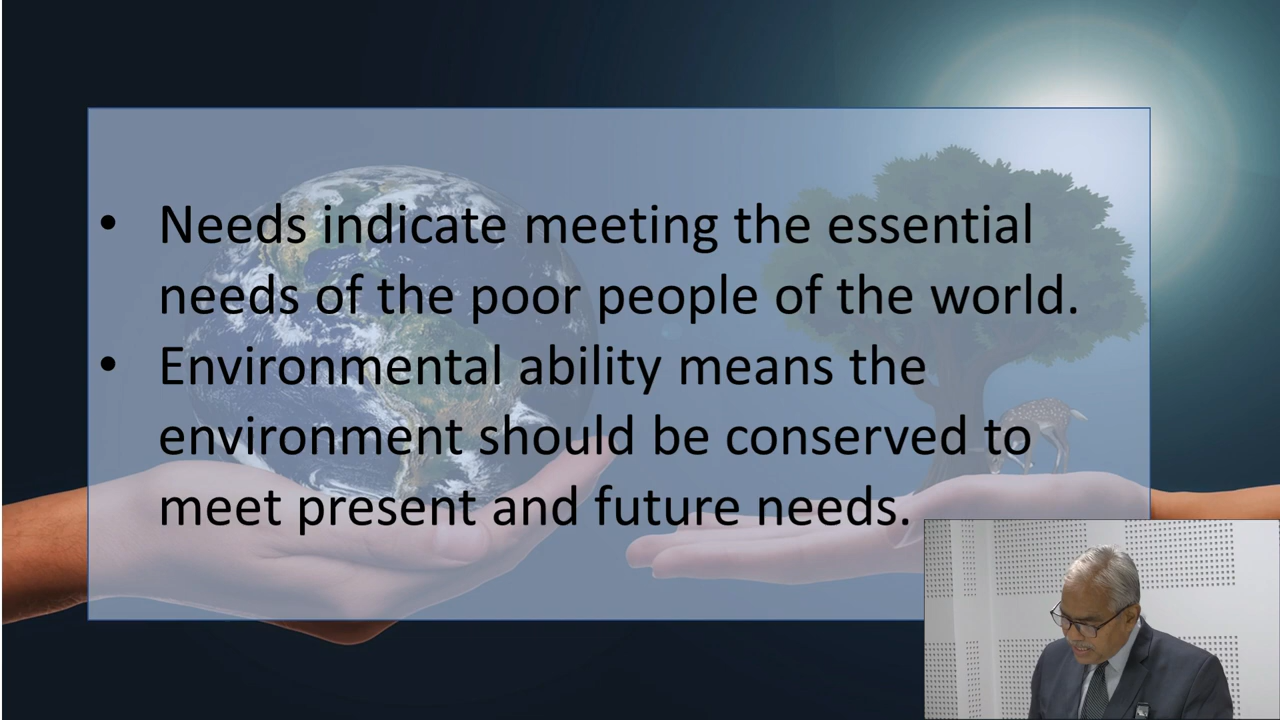 • Needs indicate meeting the essential
needs of the poor people of the world.
• Environmental ability means the
environment should be conserved to
meet present and future needs.